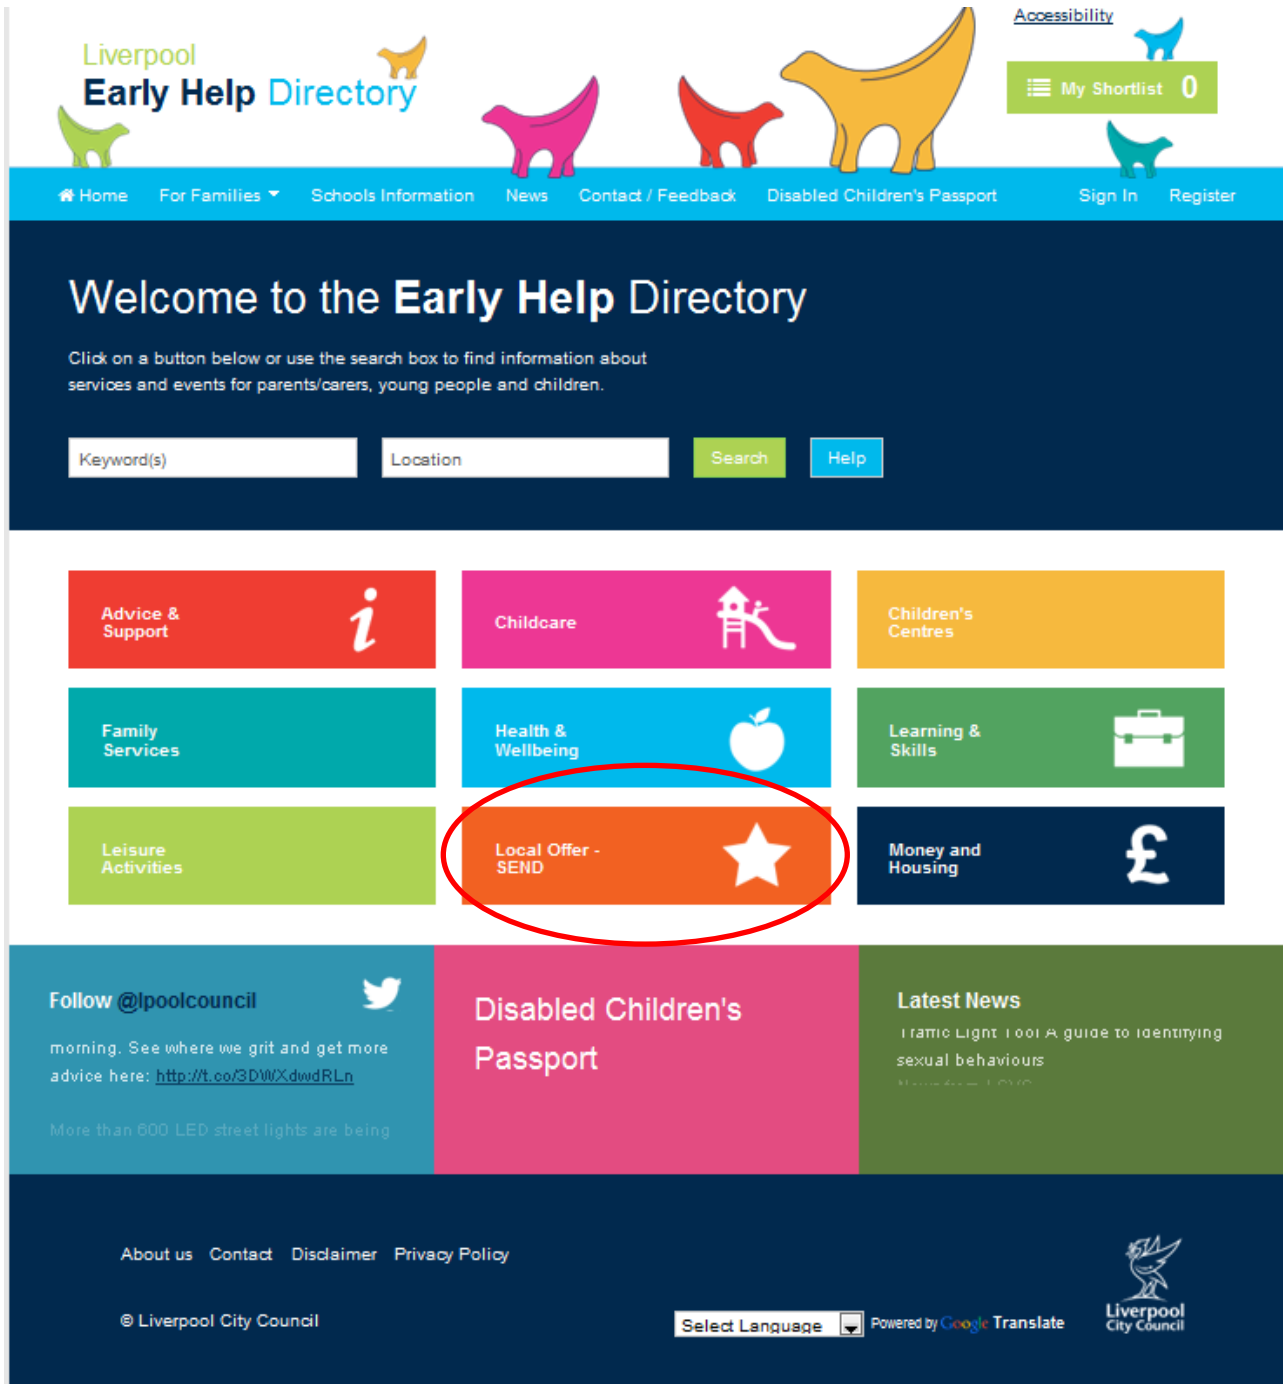 Accessibility
Liverpool
Early Help Directory
My Shortlist 0
Home For Families Schools Information News Contact / Feedback Disabled Children's Passport Sign In Register
Welcome to the Early Help Directory
Click on a button below or use the search box to find information about
services and events for parents/carers, young people and children.
Keyword(s) Location Search Help
Advice &
Support
Childcare
Children's
Centres
Family
Services
Health &
Wellbeing
Learning &
Skills
Leisure
Activities
Local Offer -
SEND
Money and
Housing
Follow @lpoolcouncil
morning. See where we grit and get more
advice here: http://t.co/3DWXdwdRLn
More than 600 LED street lights are being
Disabled Children's
Passport
Latest News
Traffic Light Tool A guide to identifying
sexual behaviours
About us Contact Disclaimer Privacy Policy
© Liverpool City Council
Select Language Powered by Google Translate
Liverpool
City Council